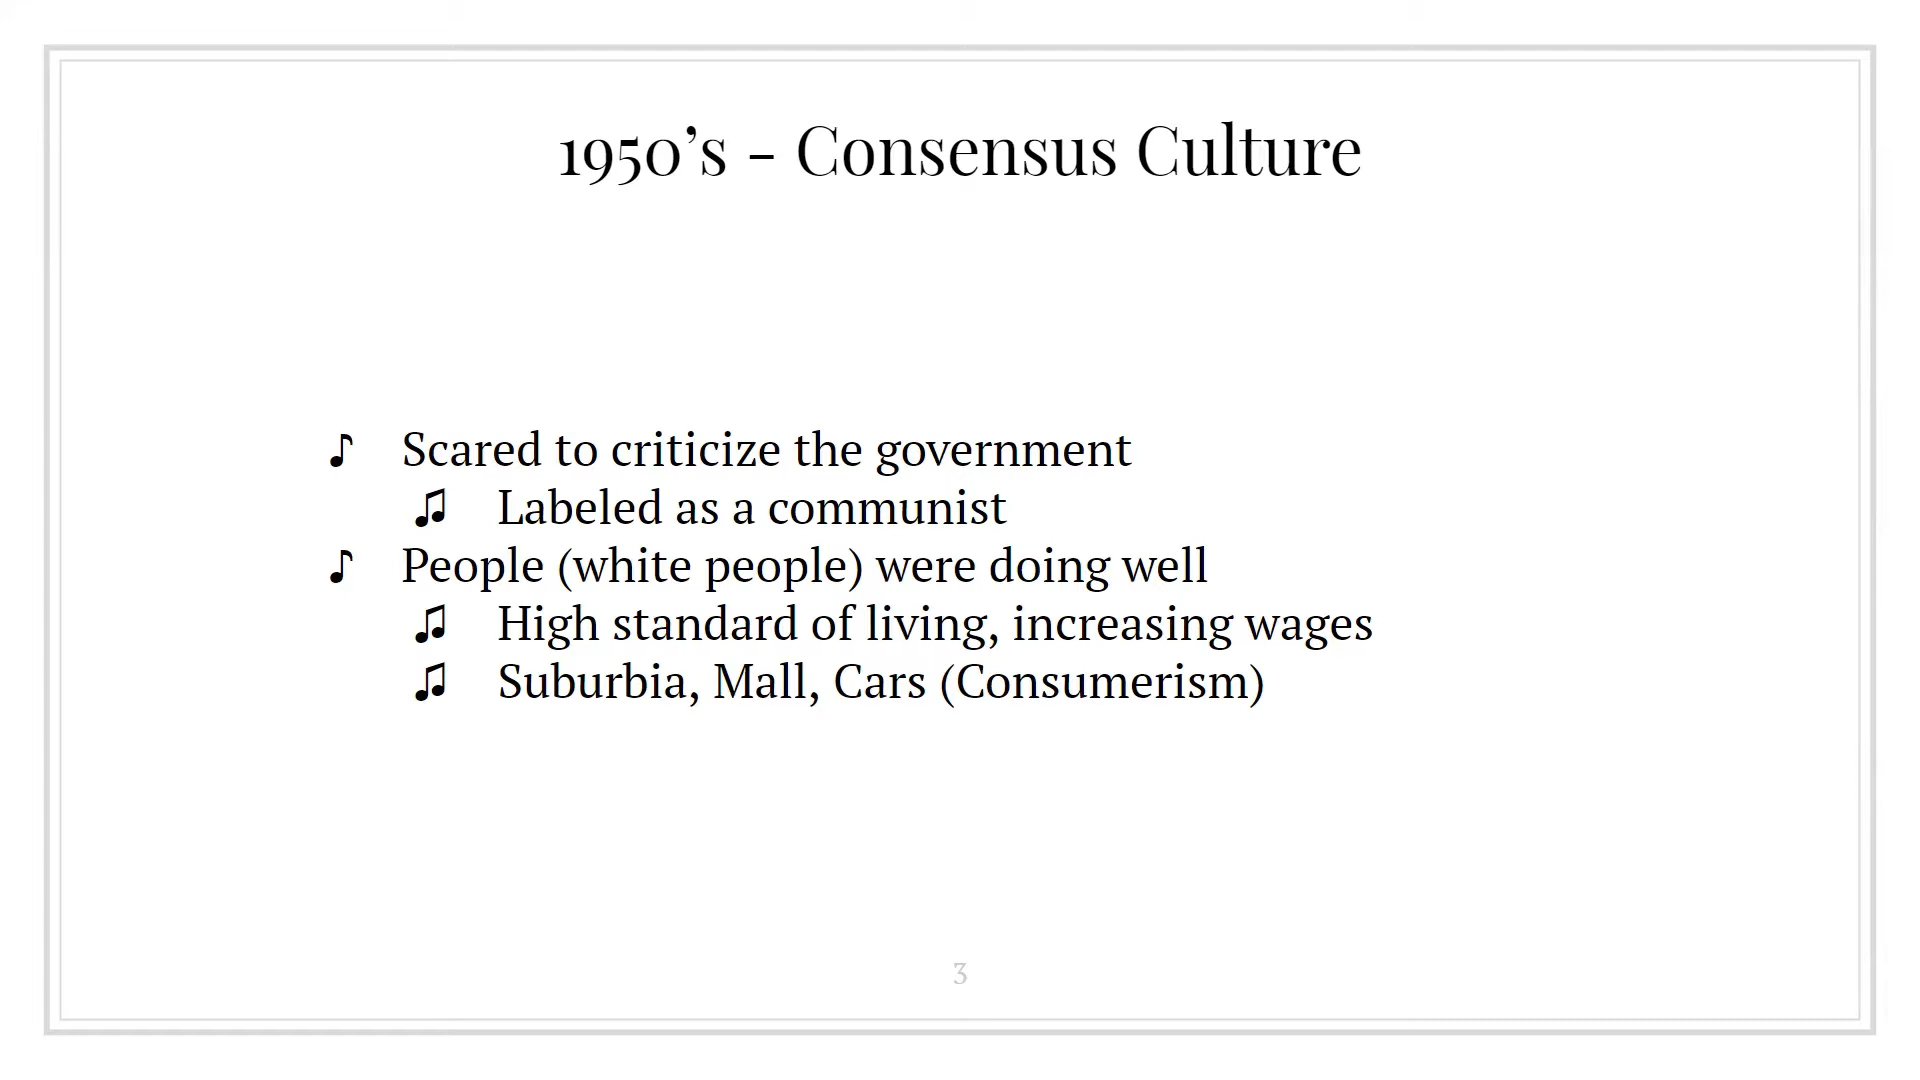 1950’s - Consensus Culture
♪ Scared to criticize the government
♫ Labeled as a communist
♪ People (white people) were doing well
♫ High standard of living, increasing wages
♫ Suburbia, Mall, Cars (Consumerism)
3